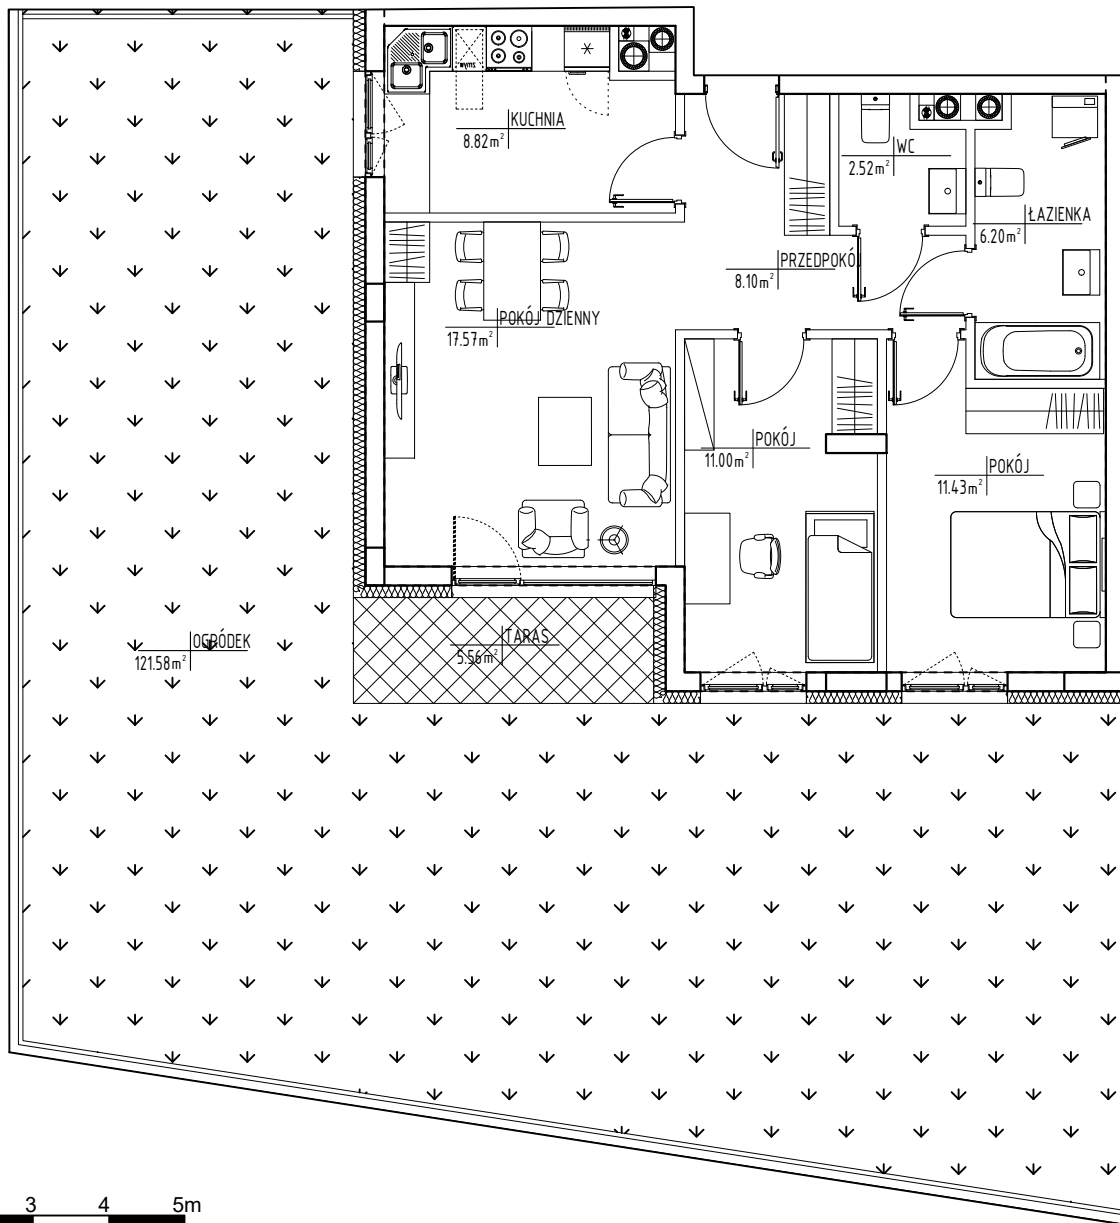 KUCHNIA
8.82m²
WC
2.52m²
ŁAZIENKA
6.20m²
PRZEDPOKÓ
8.10m²
POKÓJ DZIENNY
17.57m²
POKÓJ
11.00m²
POKÓJ
11.43m²
OGRÓDEK
121.58m²
TARAS
5.56m²
3 4 5m